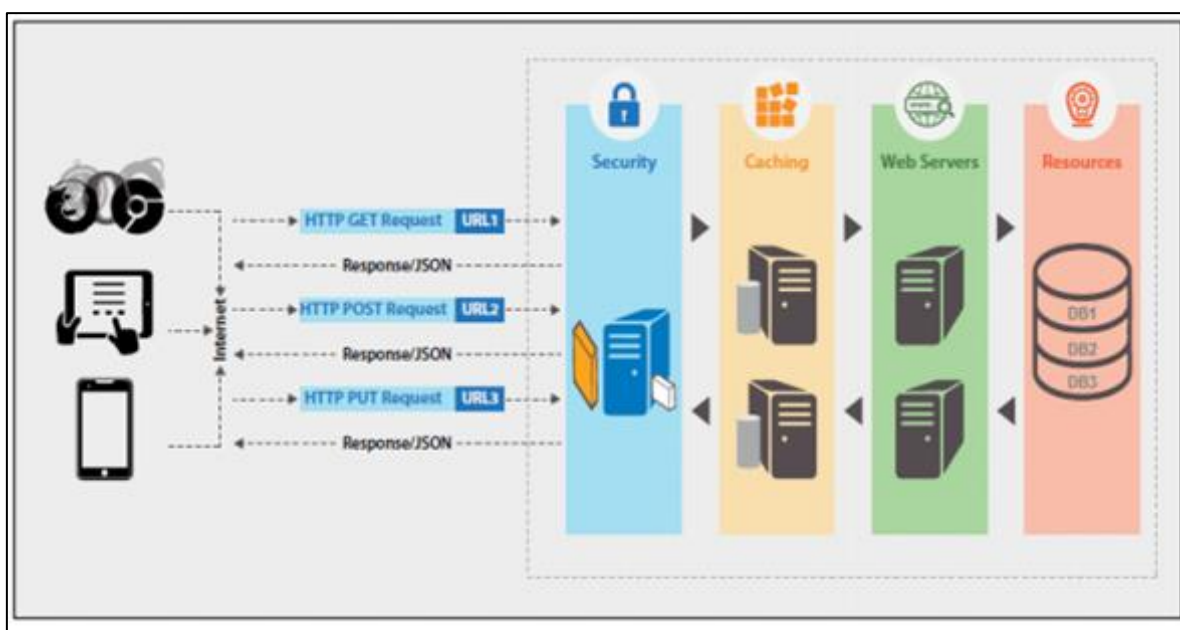 Security
Caching
Web Servers
Resources
HTTP GET Request URL1
Response/JSON
Internet
HTTP POST Request URL2
Response/JSON
HTTP PUT Request URL3
Response/JSON
DB1
DB2
DB3